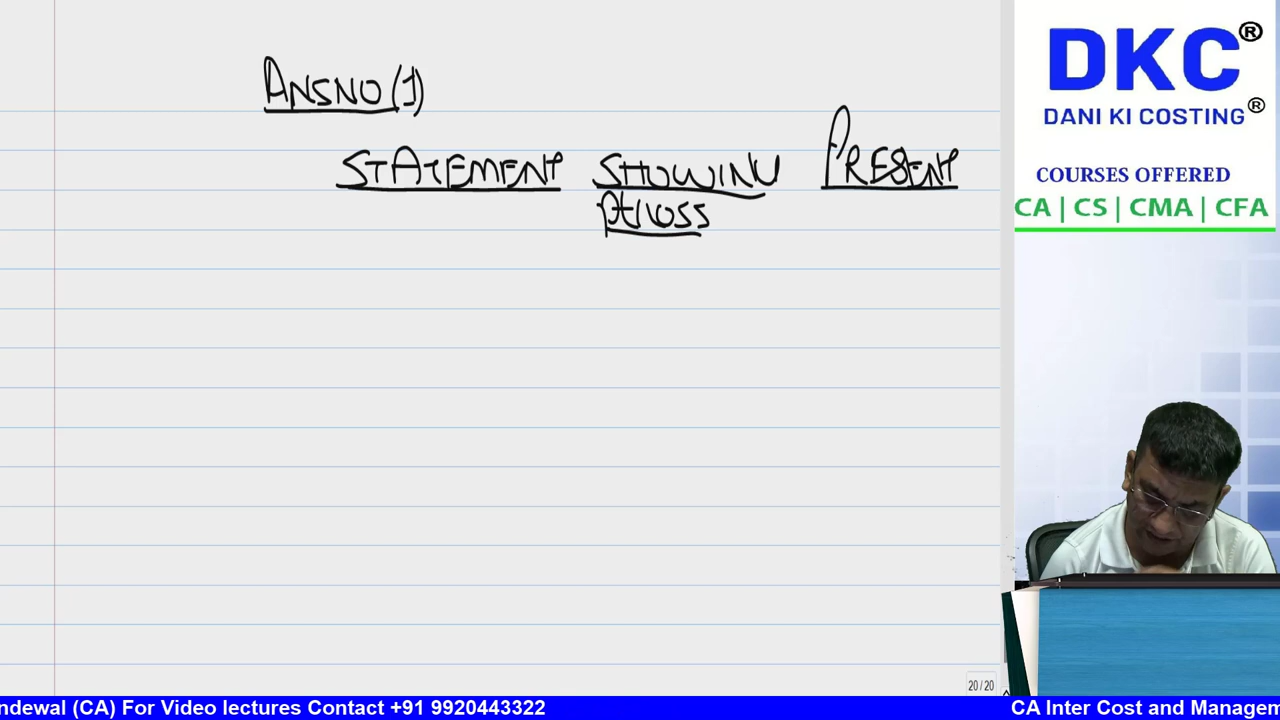 ANSNO (1)
STATEMENT SHOWING PRESENT
P+/LOSS
20 / 20
DKC®
DANI KI COSTING®
COURSES OFFERED
CA | CS | CMA | CFA
ndewal (CA) For Video lectures Contact +91 9920443322
CA Inter Cost and Managem